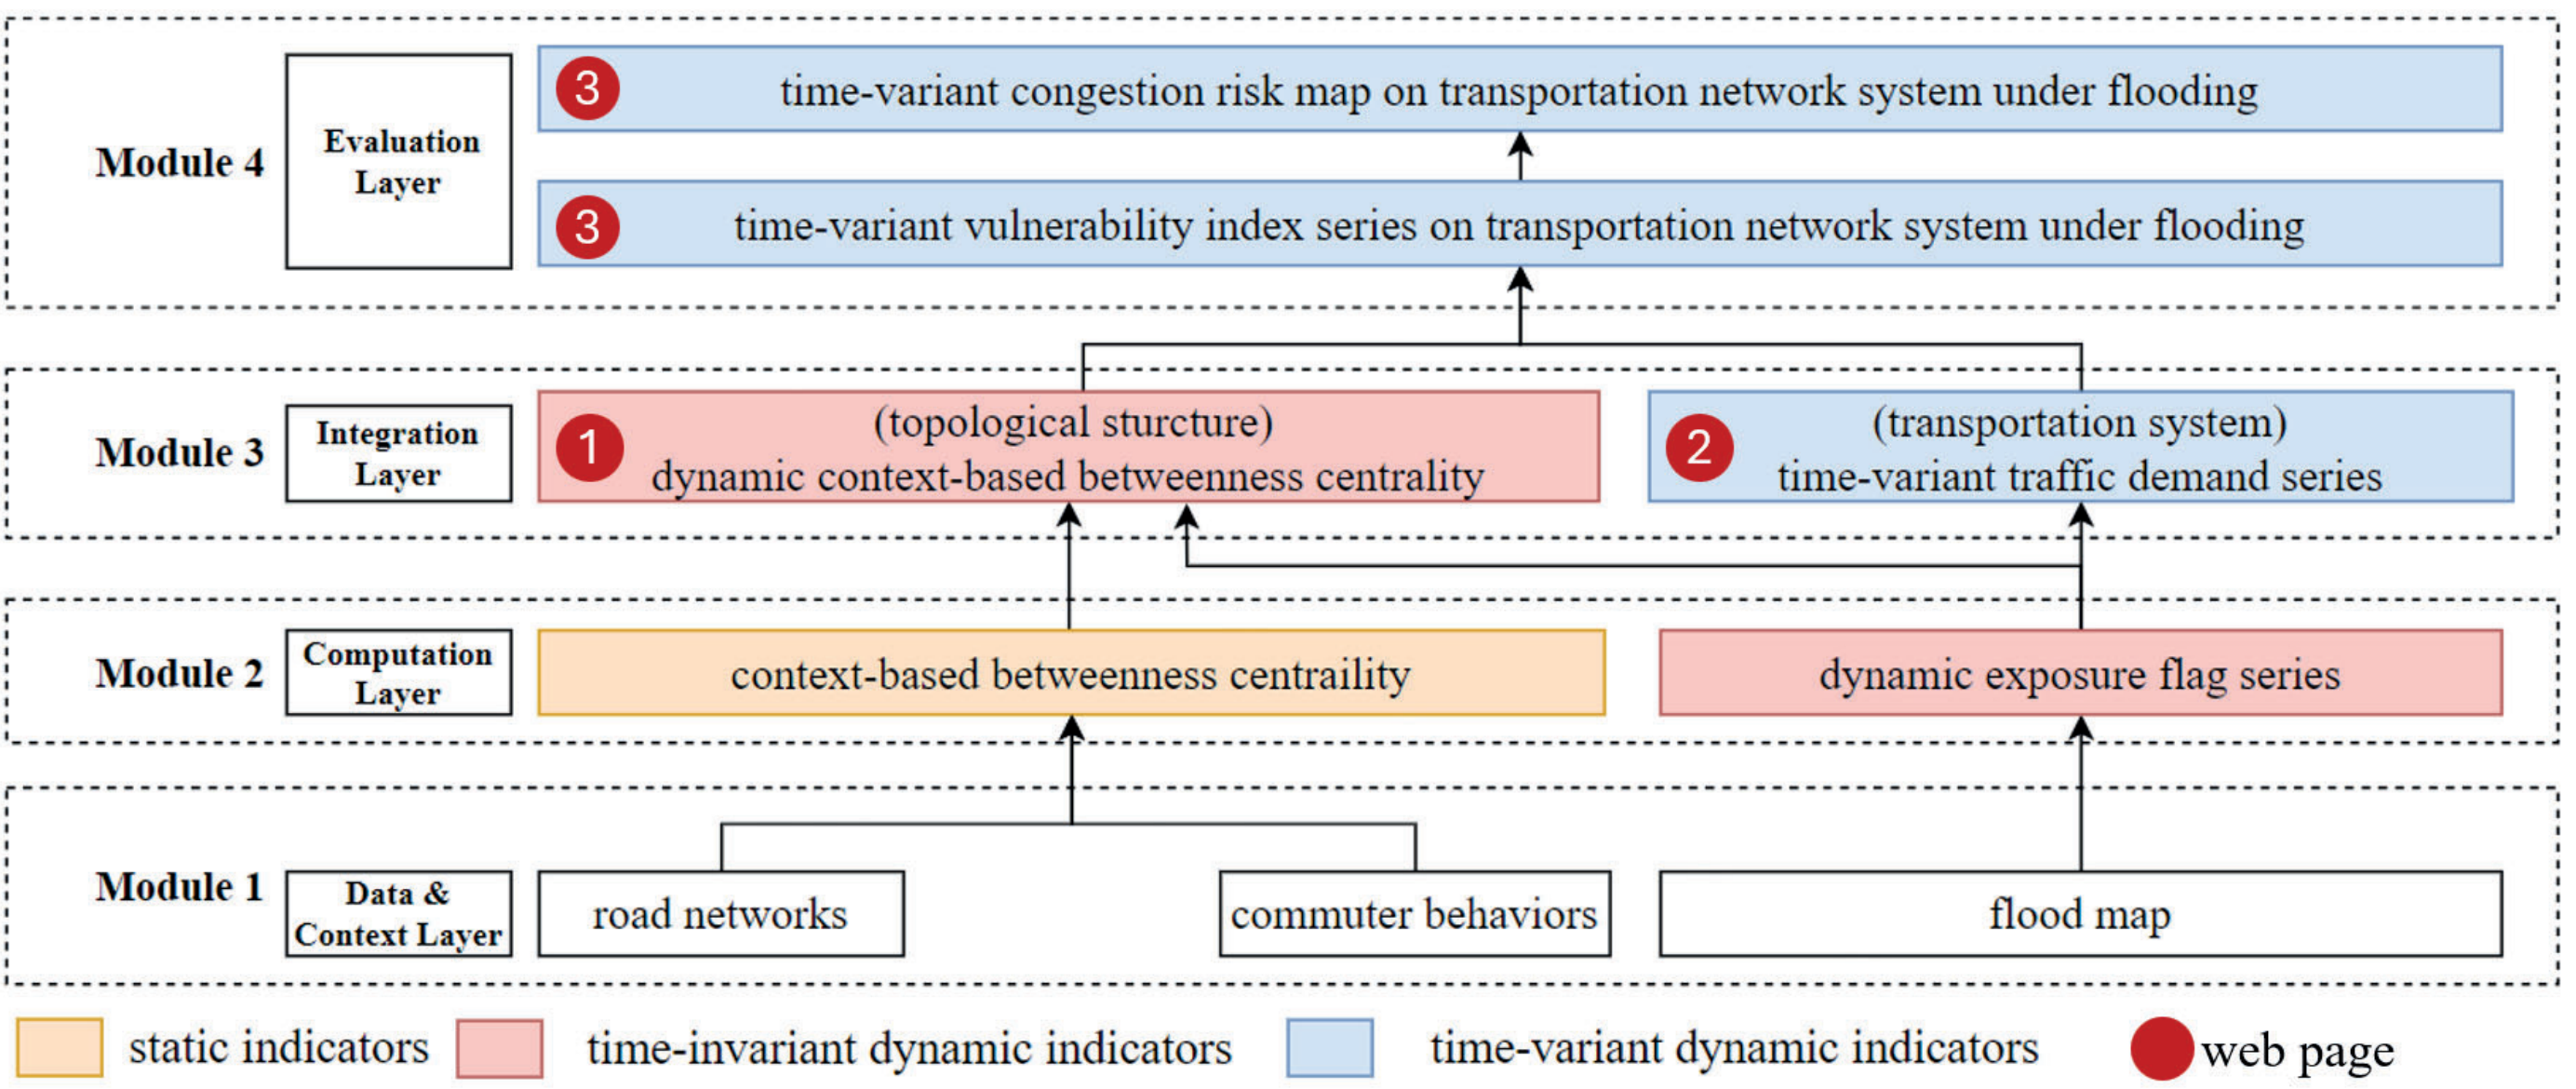 Module 4
Evaluation
Layer
3
time-variant congestion risk map on transportation network system under flooding
3
time-variant vulnerability index series on transportation network system under flooding
Module 3
Integration
Layer
1
(topological sturcture)
dynamic context-based betweenness centrality
2
(transportation system)
time-variant traffic demand series
Module 2
Computation
Layer
context-based betweenness centraility
dynamic exposure flag series
Module 1
Data &
Context Layer
road networks
commuter behaviors
flood map
static indicators
time-invariant dynamic indicators
time-variant dynamic indicators
web page